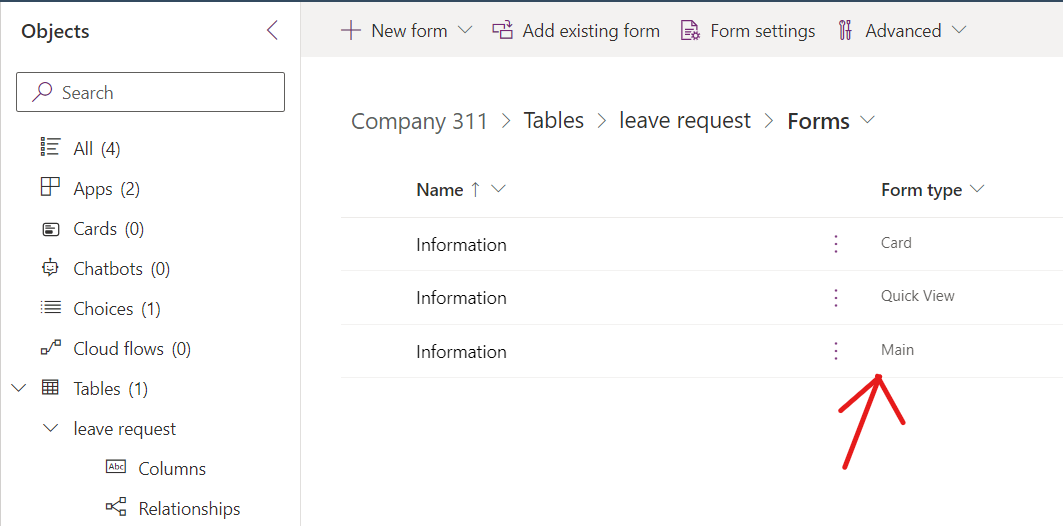 Objects
Search
All (4)
Apps (2)
Cards (0)
Chatbots (0)
Choices (1)
Cloud flows (0)
Tables (1)
leave request
Abc Columns
Relationships
New form Add existing form Form settings Advanced
Company 311 > Tables > leave request > Forms
Name ↑ Form type
Information Card
Information Quick View
Information Main